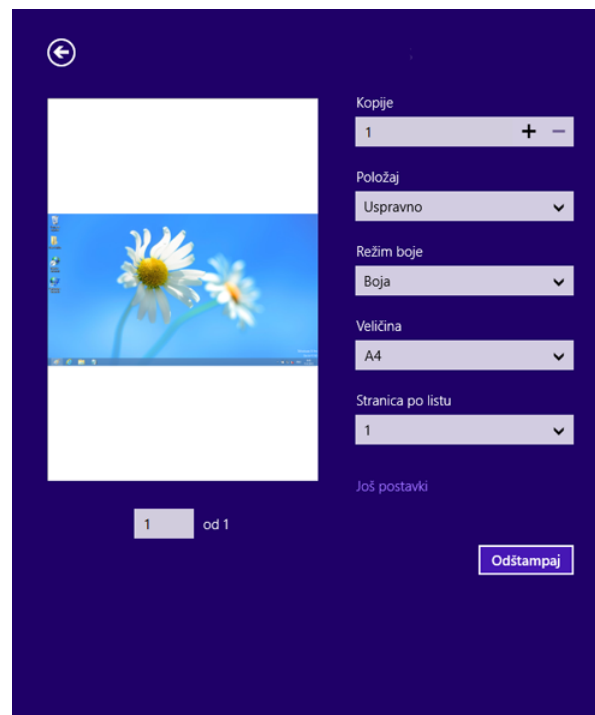 Kopije
1
Položaj
Uspravno
Režim boje
Boja
Veličina
A4
Stranica po listu
1
Još postavki
1 od 1
Odštampaj